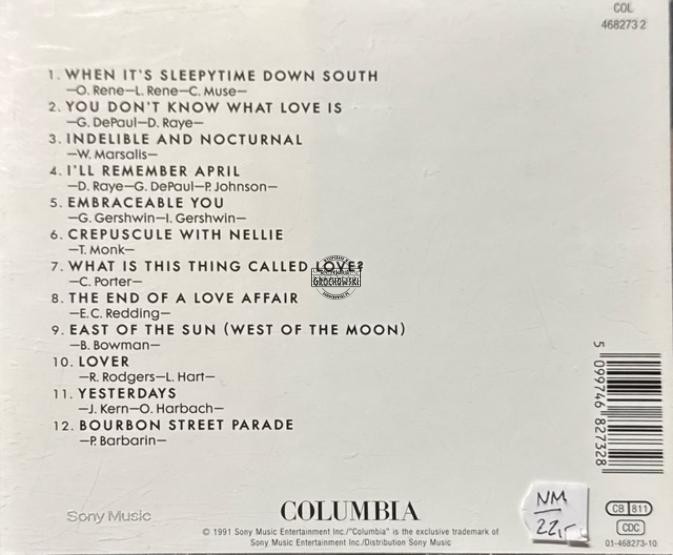 COL
468273 2
1. WHEN IT'S SLEEPYTIME DOWN SOUTH
—O. Rene—L. Rene—C. Muse—
2. YOU DON'T KNOW WHAT LOVE IS
—G. DePaul—D. Raye—
3. INDELIBLE AND NOCTURNAL
—W. Marsalis—
4. I'LL REMEMBER APRIL
—D. Raye—G. DePaul—P. Johnson—
5. EMBRACEABLE YOU
—G. Gershwin—I. Gershwin—
6. CREPUSCULE WITH NELLIE
—T. Monk—
7. WHAT IS THIS THING CALLED LOVE?
—C. Porter—
GROCHOWSKI
8. THE END OF A LOVE AFFAIR
—E.C. Redding—
9. EAST OF THE SUN (WEST OF THE MOON)
—B. Bowman—
10. LOVER
—R. Rodgers—L. Hart—
11. YESTERDAYS
—J. Kern—O. Harbach—
12. BOURBON STREET PARADE
—P. Barbarin—
5 099746 827328
Sony Music
COLUMBIA
NM
22,-
CB 811
CDC
© 1991 Sony Music Entertainment Inc./"Columbia" is the exclusive trademark of
Sony Music Entertainment Inc./Distribution Sony Music
01-468273-10